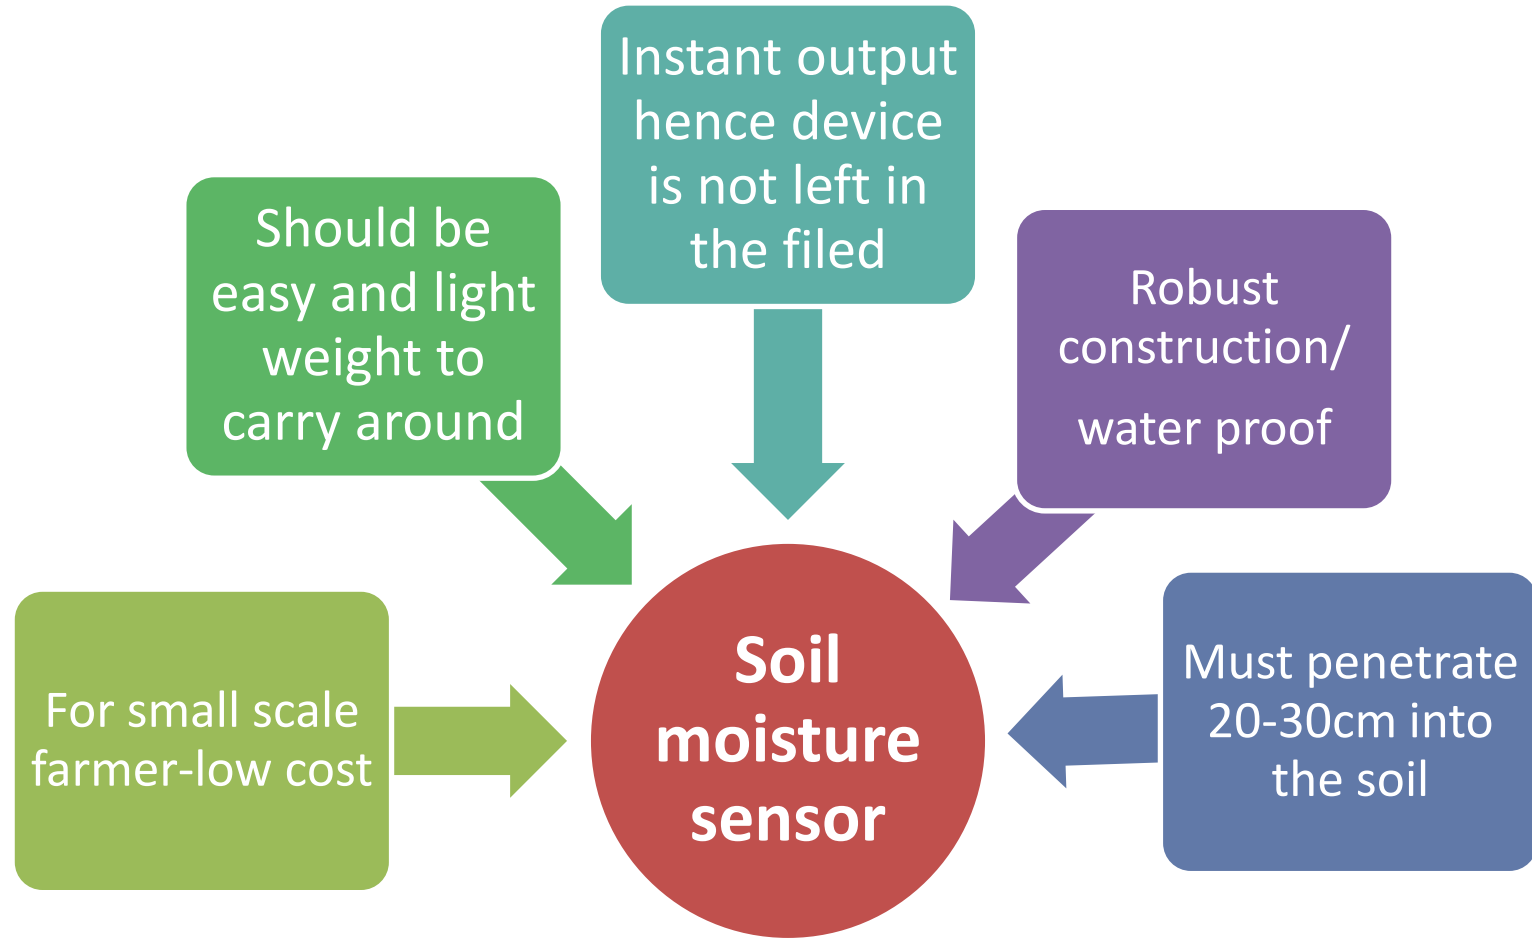 Instant output
hence device
is not left in
the filed
Should be
easy and light
weight to
carry around
Robust
construction/
water proof
For small scale
farmer-low cost
Soil
moisture
sensor
Must penetrate
20-30cm into
the soil